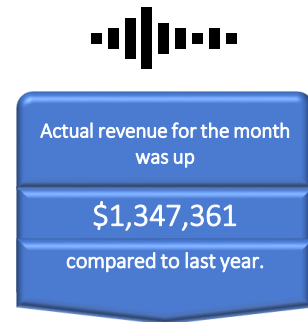 Actual revenue for the month
was up
$1,347,361
compared to last year.